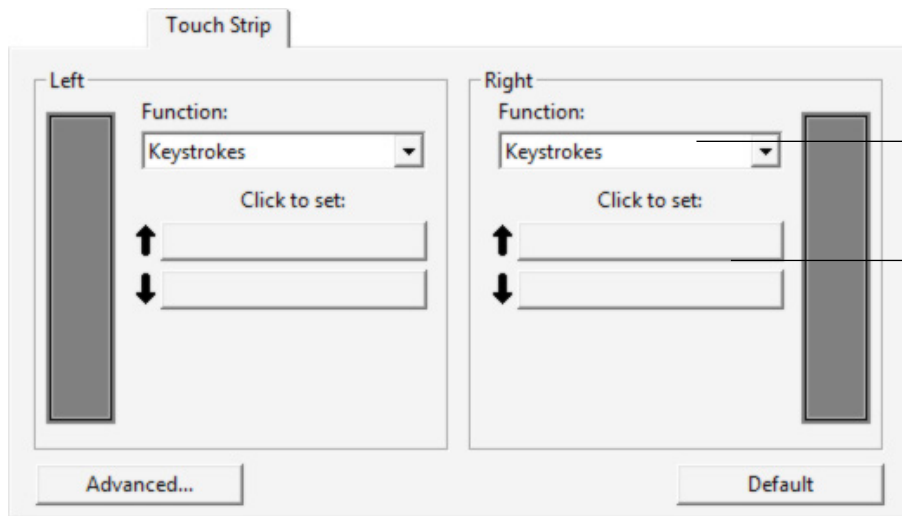 Touch Strip
Left
Function:
Keystrokes
Click to set:
Right
Function:
Keystrokes
Click to set:
Advanced...
Default